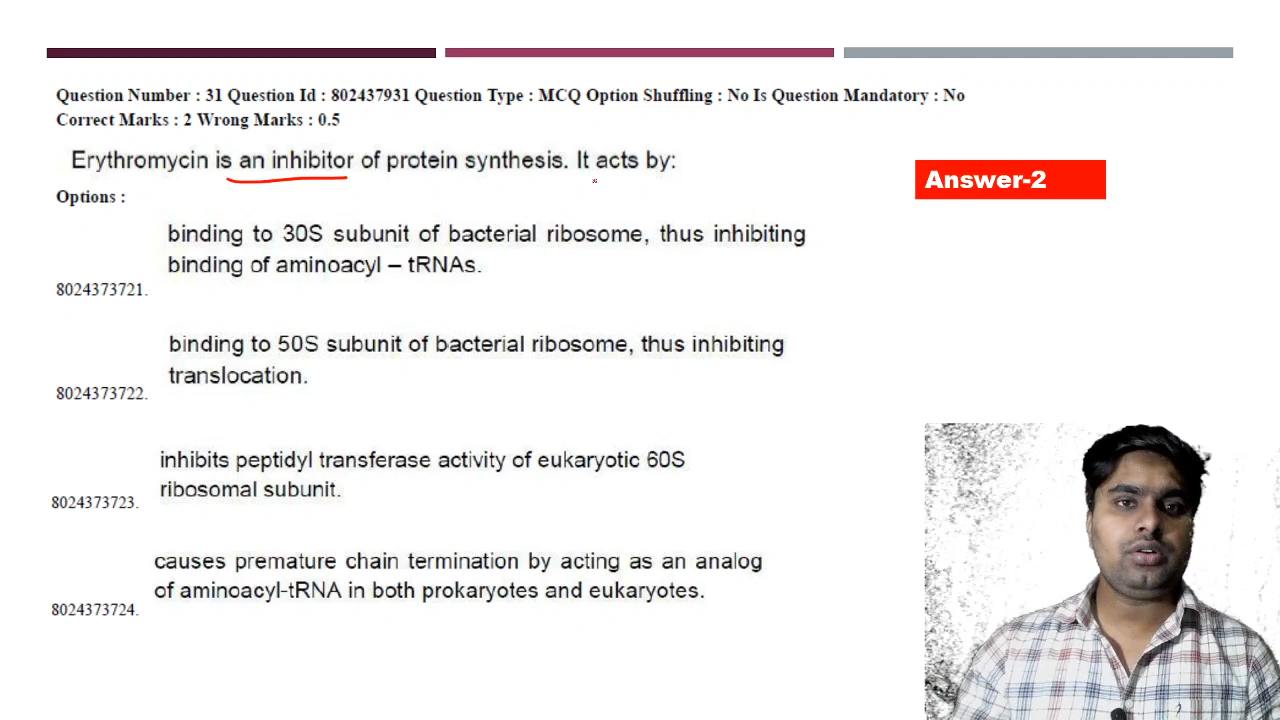 Question Number : 31 Question Id : 802437931 Question Type : MCQ Option Shuffling : No Is Question Mandatory : No
Correct Marks : 2 Wrong Marks : 0.5
Erythromycin is an inhibitor of protein synthesis. It acts by:
Answer-2
Options :
binding to 30S subunit of bacterial ribosome, thus inhibiting
binding of aminoacyl – tRNAs.
8024373721.
binding to 50S subunit of bacterial ribosome, thus inhibiting
translocation.
8024373722.
inhibits peptidyl transferase activity of eukaryotic 60S
ribosomal subunit.
8024373723.
causes premature chain termination by acting as an analog
of aminoacyl-tRNA in both prokaryotes and eukaryotes.
8024373724.